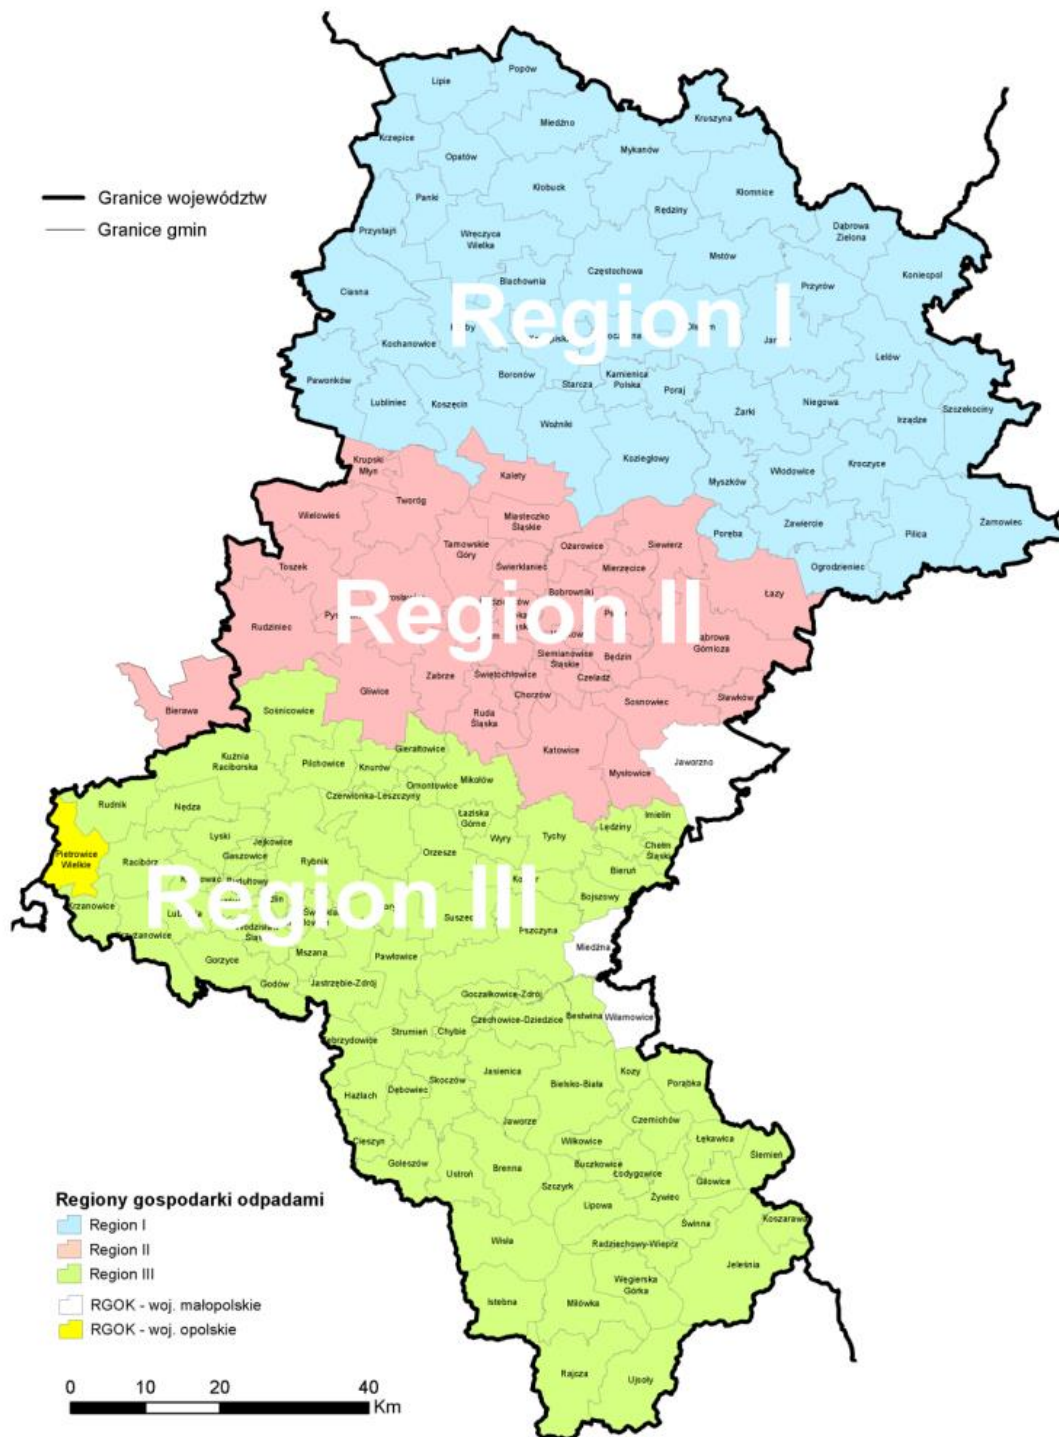 Lipie
Popów
Kruszyna
Miedźno
Krzepice
Mykanów
Opatów
Kłobuck
Kłomnice
Panki
Rędziny
Granice województw
Granice gmin
Przystajń
Wręczyca
Wielka
Dąbrowa
Zielona
Mstów
Częstochowa
Koniecpol
Blachownia
Przyrów
Ciasna
Region I
Kochanowice
Lelów
Pawonków
Boronów
Starcza
Kamienica
Polska
Poraj
Lubliniec
Koszęcin
Żarki
Niegowa
Szczekociny
Irządze
Woźniki
Koziegłowy
Krupski
Młyn
Kalety
Myszków
Włodowice
Kroczyce
Tworóg
Wielowieś
Miasteczko
Śląskie
Zawiercie
Żarnowiec
Poręba
Pilica
Tarnowskie
Góry
Ożarowice
Siewierz
Toszek
Świerklaniec
Mierzęcice
Ogrodzieniec
Bobrowniki
Łazy
Region II
Rudziniec
Dąbrowa
Górnicza
Siemianowice
Śląskie
Będzin
Zabrze
Świętochłowice
Czeladź
Gliwice
Chorzów
Sosnowiec
Sławków
Bierawa
Sośnicowice
Ruda
Śląska
Gierałtowice
Katowice
Kuźnia
Raciborska
Pilchowice
Knurów
Mysłowice
Jaworzno
Ornontowice
Mikołów
Czerwionka-Leszczyny
Rudnik
Nędza
Łaziska
Górne
Imielin
Lędziny
Wyry
Tychy
Lyski
Jejkowice
Chełm
Śląski
Pietrowice
Wielkie
Gaszowice
Orzesze
Racibórz
Rybnik
Bieruń
Region III
Bojszowy
Krzanowice
Suszec
Pszczyna
Miedźna
Mszana
Gorzyce
Pawłowice
Godów
Jastrzębie-Zdrój
Goczałkowice-Zdrój
Czechowice-Dziedzice
Bestwina
Wilamowice
Strumień
Chybie
Zebrzydowice
Jasienica
Kozy
Skoczów
Bielsko-Biała
Porąbka
Hażlach
Dębowiec
Jaworze
Czernichów
Łękawica
Cieszyn
Wilkowice
Ślemień
Goleszów
Ustroń
Brenna
Buczkowice
Łodygowice
Gilowice
Szczyrk
Żywiec
Lipowa
Świnna
Koszarawa
Wisła
Radziechowy-Wieprz
Jeleśnia
Węgierska
Górka
Istebna
Milówka
Rajcza
Ujsoły
Regiony gospodarki odpadami
Region I
Region II
Region III
RGOK - woj. małopolskie
RGOK - woj. opolskie
0 10 20 40
Km